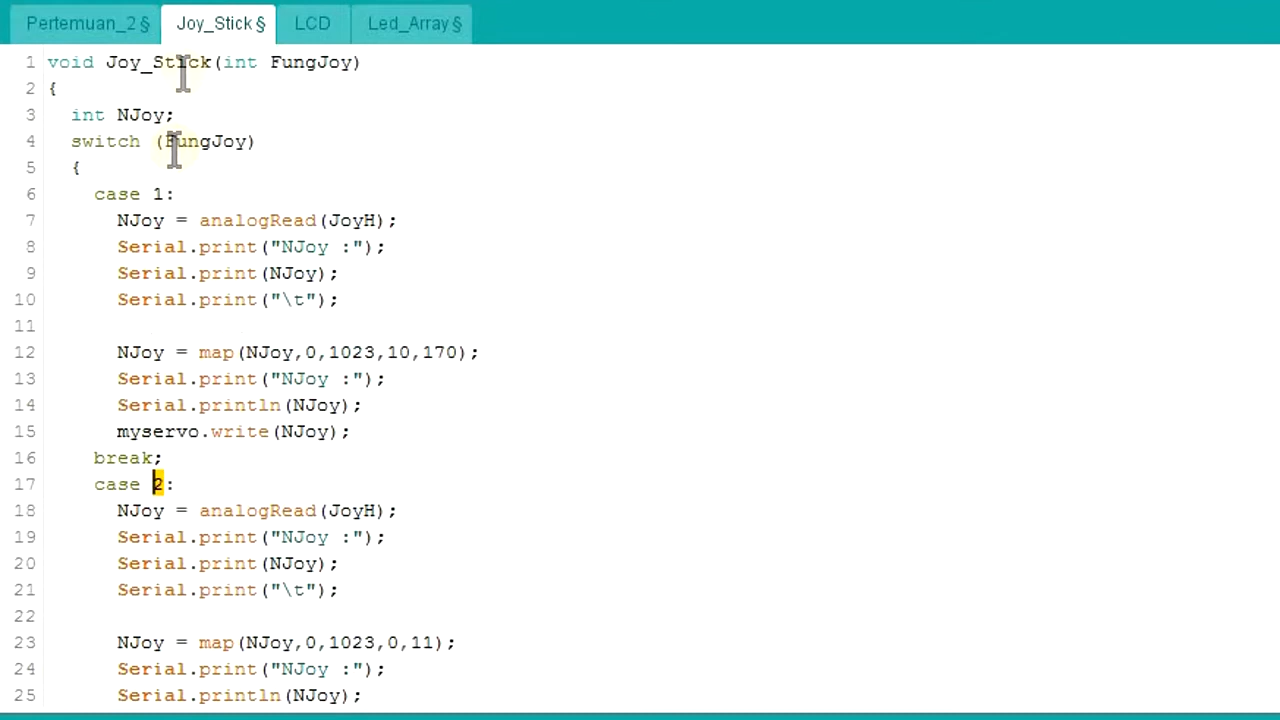 Pertemuan_2 § Joy_Stick § LCD Led_Array §
1 void Joy_Stick(int FungJoy)
2 {
3 int NJoy;
4 switch (FungJoy)
5 {
6 case 1:
7 NJoy = analogRead(JoyH);
8 Serial.print("NJoy :");
9 Serial.print(NJoy);
10 Serial.print("\t");
11
12 NJoy = map(NJoy,0,1023,10,170);
13 Serial.print("NJoy :");
14 Serial.println(NJoy);
15 myservo.write(NJoy);
16 break;
17 case 2:
18 NJoy = analogRead(JoyH);
19 Serial.print("NJoy :");
20 Serial.print(NJoy);
21 Serial.print("\t");
22
23 NJoy = map(NJoy,0,1023,0,11);
24 Serial.print("NJoy :");
25 Serial.println(NJoy);